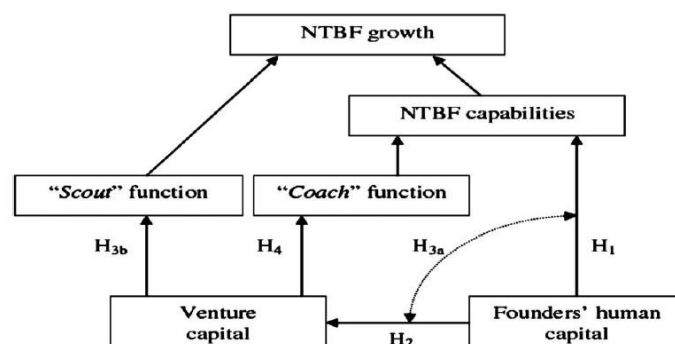 NTBF growth
NTBF capabilities
“Scout” function
“Coach” function
H3b
H4
H3a
H1
Venture
capital
H2
Founders’ human
capital